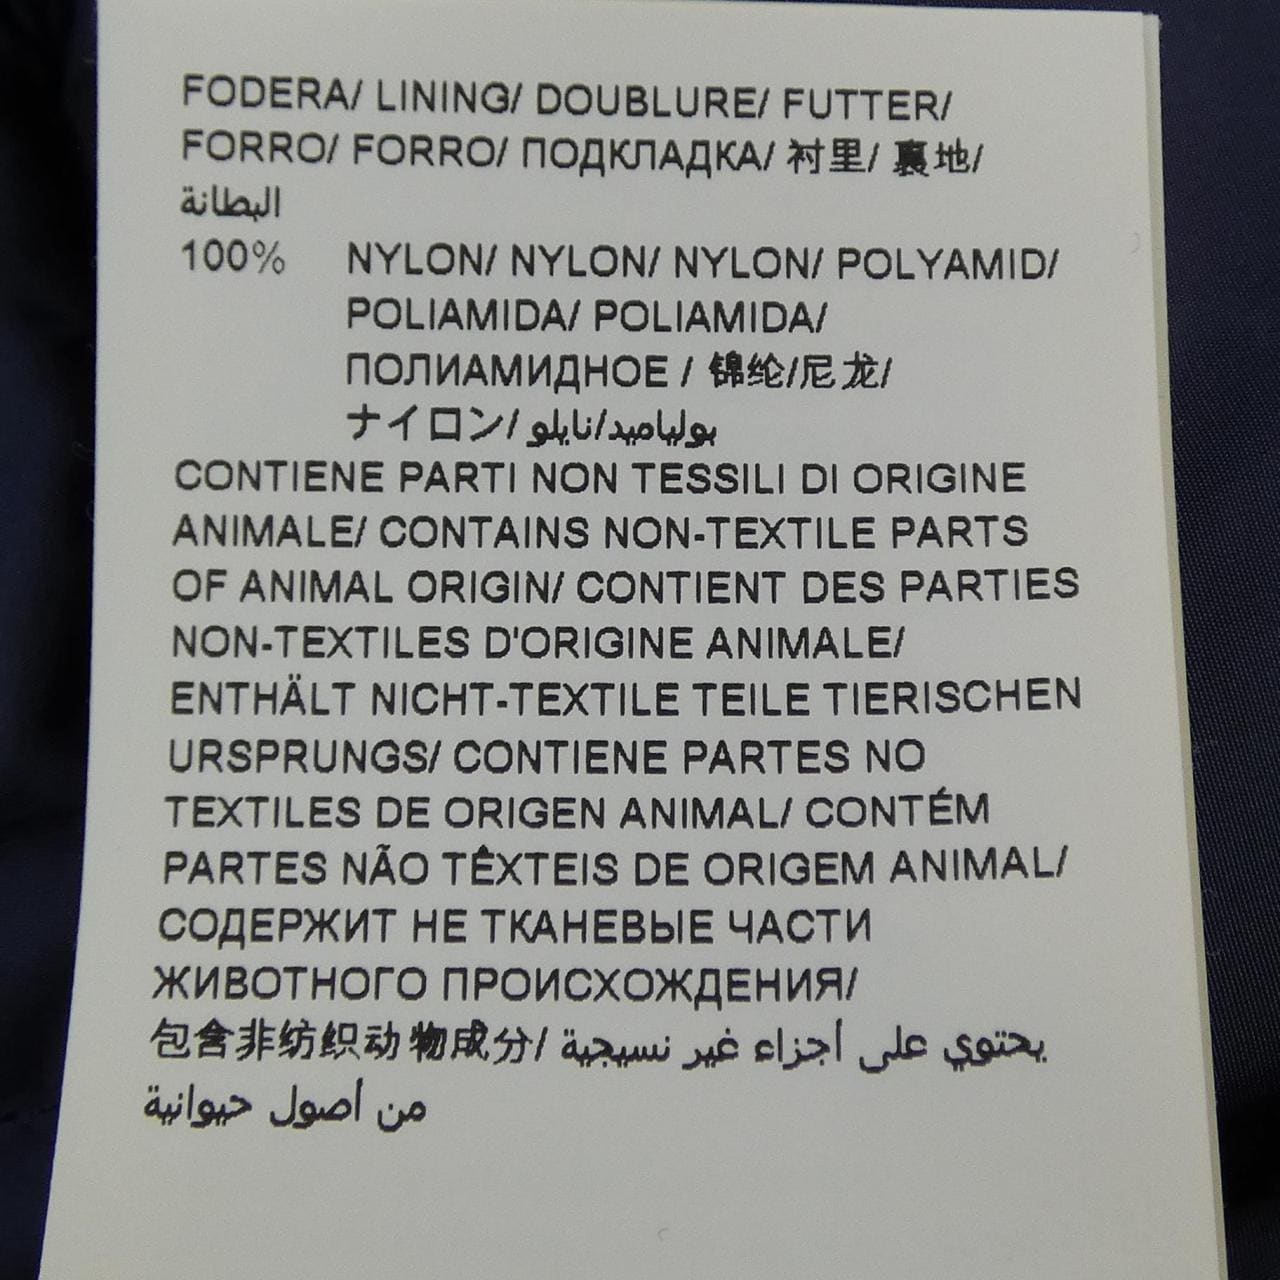 FODERA/ LINING/ DOUBLURE/ FUTTER/
FORRO/ FORRO/ ПОДКЛАДКА/ 衬里/ 裏地/
البطانة
100% NYLON/ NYLON/ NYLON/ POLYAMID/
POLIAMIDA/ POLIAMIDA/
ПОЛИАМИДНОЕ / 锦纶/尼龙/
ナイロン/ بولياميد/نايلو
CONTIENE PARTI NON TESSILI DI ORIGINE
ANIMALE/ CONTAINS NON-TEXTILE PARTS
OF ANIMAL ORIGIN/ CONTIENT DES PARTIES
NON-TEXTILES D'ORIGINE ANIMALE/
ENTHÄLT NICHT-TEXTILE TEILE TIERISCHEN
URSPRUNGS/ CONTIENE PARTES NO
TEXTILES DE ORIGEN ANIMAL/ CONTÉM
PARTES NÃO TÊXTEIS DE ORIGEM ANIMAL/
СОДЕРЖИТ НЕ ТКАНЕВЫЕ ЧАСТИ
ЖИВОТНОГО ПРОИСХОЖДЕНИЯ/
包含非纺织动物成分/ يحتوي على أجزاء غير نسيجية
من أصول حيوانية